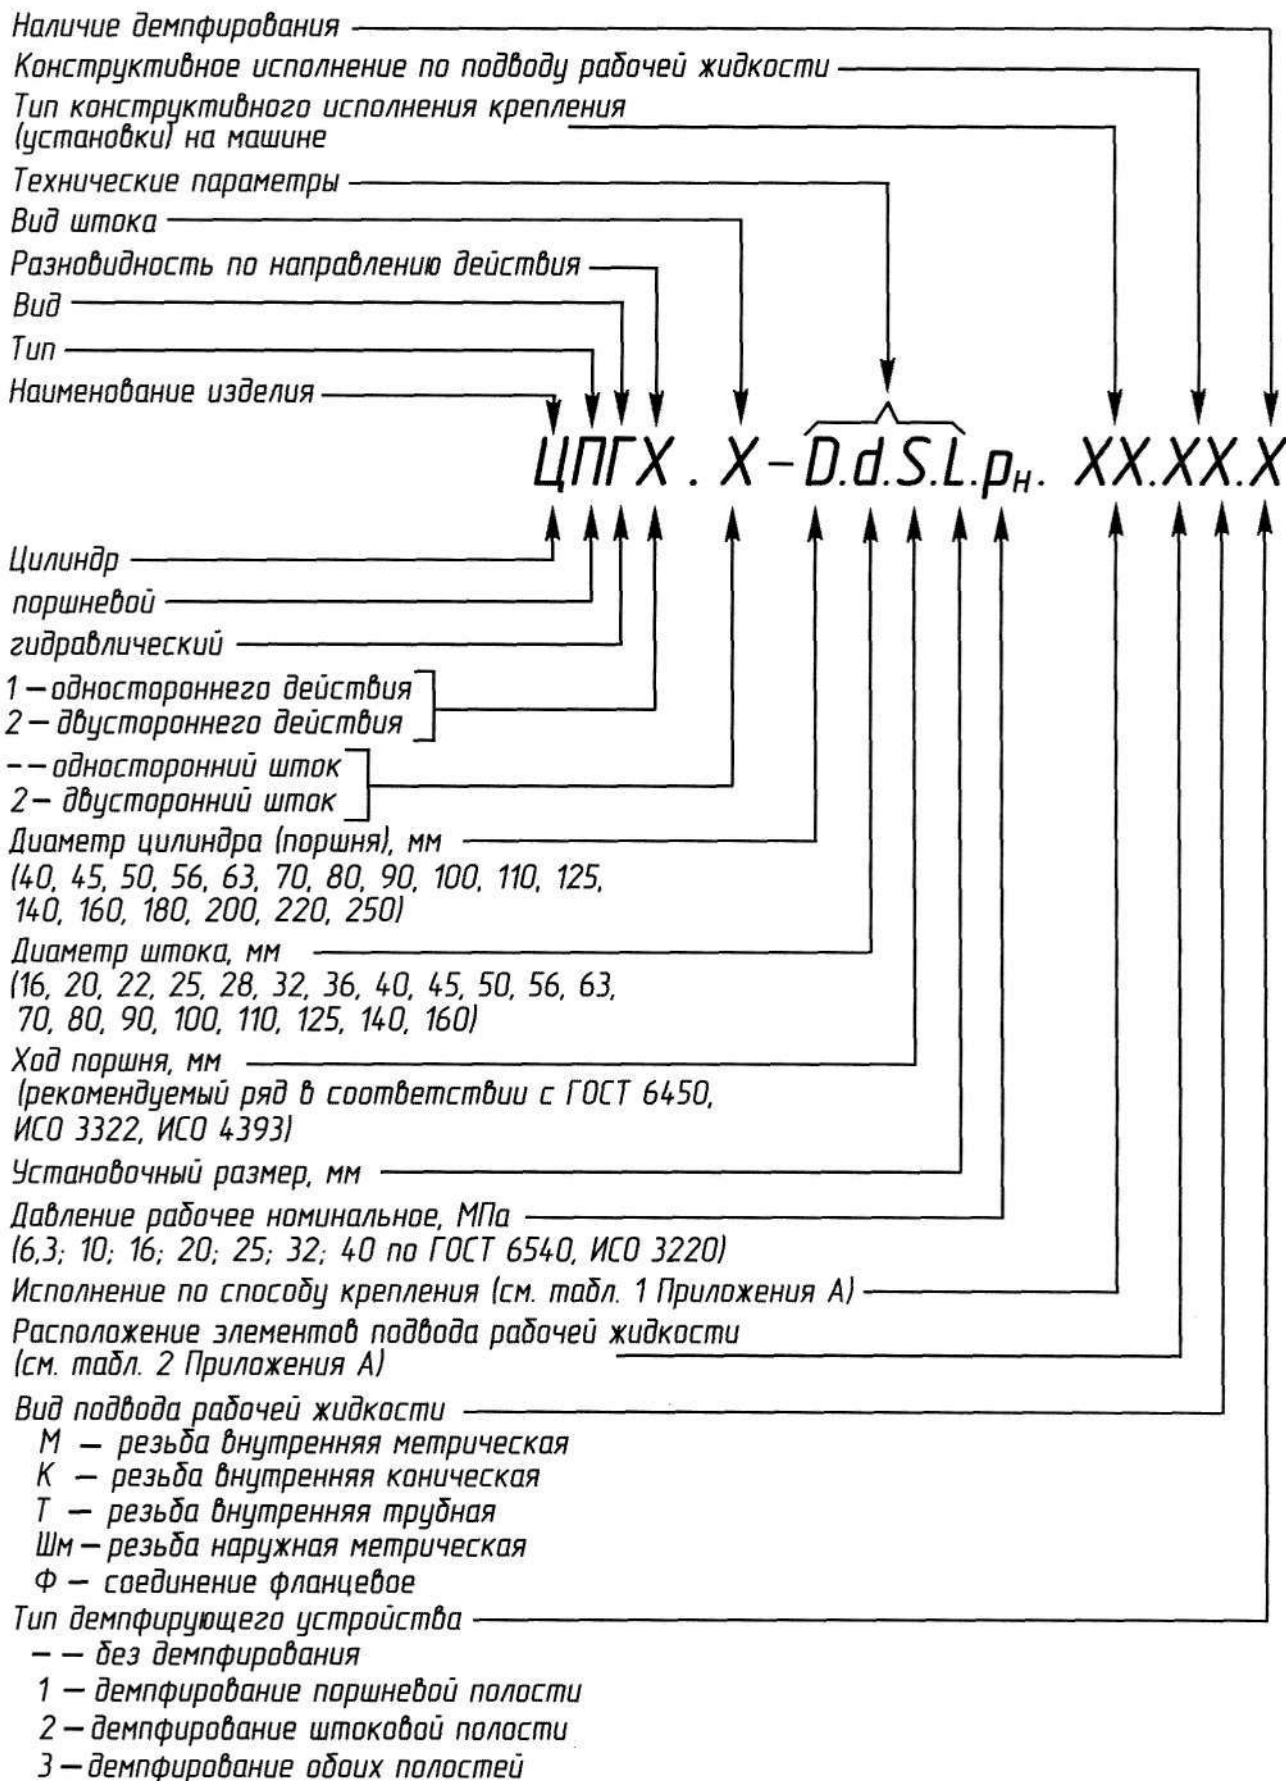 Наличие демпфирования
Конструктивное исполнение по подводу рабочей жидкости
Тип конструктивного исполнения крепления
(установки) на машине
Технические параметры
Вид штока
Разновидность по направлению действия
Вид
Тип
Наименование изделия
ЦПГХ . Х – D.d.S.L.pн. ХХ.ХХ.Х
Цилиндр
поршневой
гидравлический
1 – одностороннего действия
2 – двустороннего действия
-- односторонний шток
2 – двусторонний шток
Диаметр цилиндра (поршня), мм
(40, 45, 50, 56, 63, 70, 80, 90, 100, 110, 125,
140, 160, 180, 200, 220, 250)
Диаметр штока, мм
(16, 20, 22, 25, 28, 32, 36, 40, 45, 50, 56, 63,
70, 80, 90, 100, 110, 125, 140, 160)
Ход поршня, мм
(рекомендуемый ряд в соответствии с ГОСТ 6450,
ИСО 3322, ИСО 4393)
Установочный размер, мм
Давление рабочее номинальное, МПа
(6,3; 10; 16; 20; 25; 32; 40 по ГОСТ 6540, ИСО 3220)
Исполнение по способу крепления (см. табл. 1 Приложения А)
Расположение элементов подвода рабочей жидкости
(см. табл. 2 Приложения А)
Вид подвода рабочей жидкости
М – резьба внутренняя метрическая
К – резьба внутренняя коническая
Т – резьба внутренняя трубная
Шм – резьба наружная метрическая
Ф – соединение фланцевое
Тип демпфирующего устройства
– – без демпфирования
1 – демпфирование поршневой полости
2 – демпфирование штоковой полости
3 – демпфирование обоих полостей